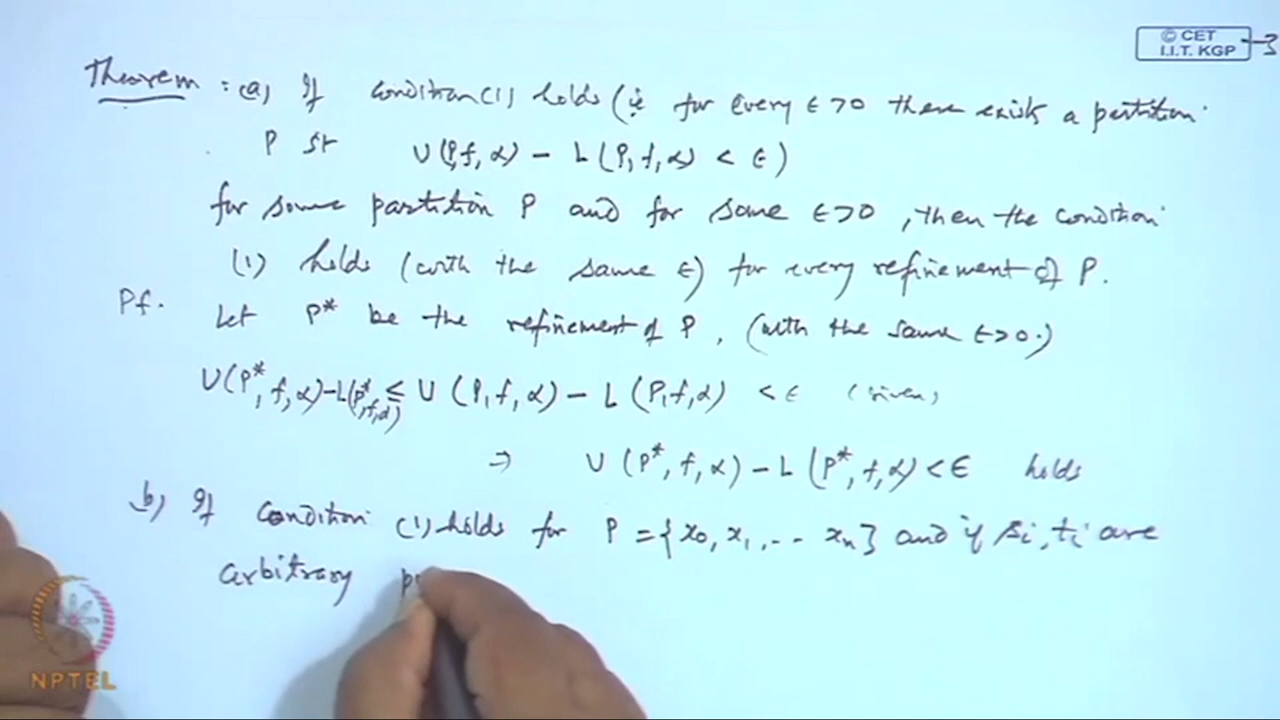 © CET
I.I.T. KGP
3
Theorem : (a) If condition (1) holds (ie for every ε>0 there exists a partition
P st U(P,f,α) - L(P,f,α) < ε)
for some partition P and for some ε>0, then the condition
(1) holds (with the same ε) for every refinement of P.
Pf. Let P* be the refinement of P, (with the same ε>0.)
U(P*,f,α)-L(P*,f,α) ≤ U(P,f,α) - L(P,f,α) < ε (given)
⇒ U(P*,f,α) - L(P*,f,α) < ε holds
b) If Condition (1) holds for P = {x0, x1, .. xn} and if si, ti are
arbitrary
NPTEL